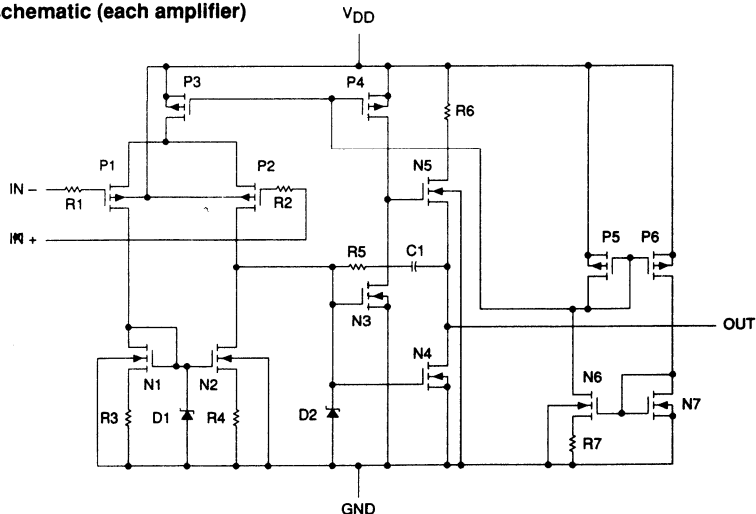 schematic (each amplifier)
VDD
P3
P4
R6
P1
P2
N5
IN –
R1
R2
IN +
R5
C1
P5
P6
N3
OUT
N4
N1
N2
N6
N7
R3
D1
R4
D2
R7
GND